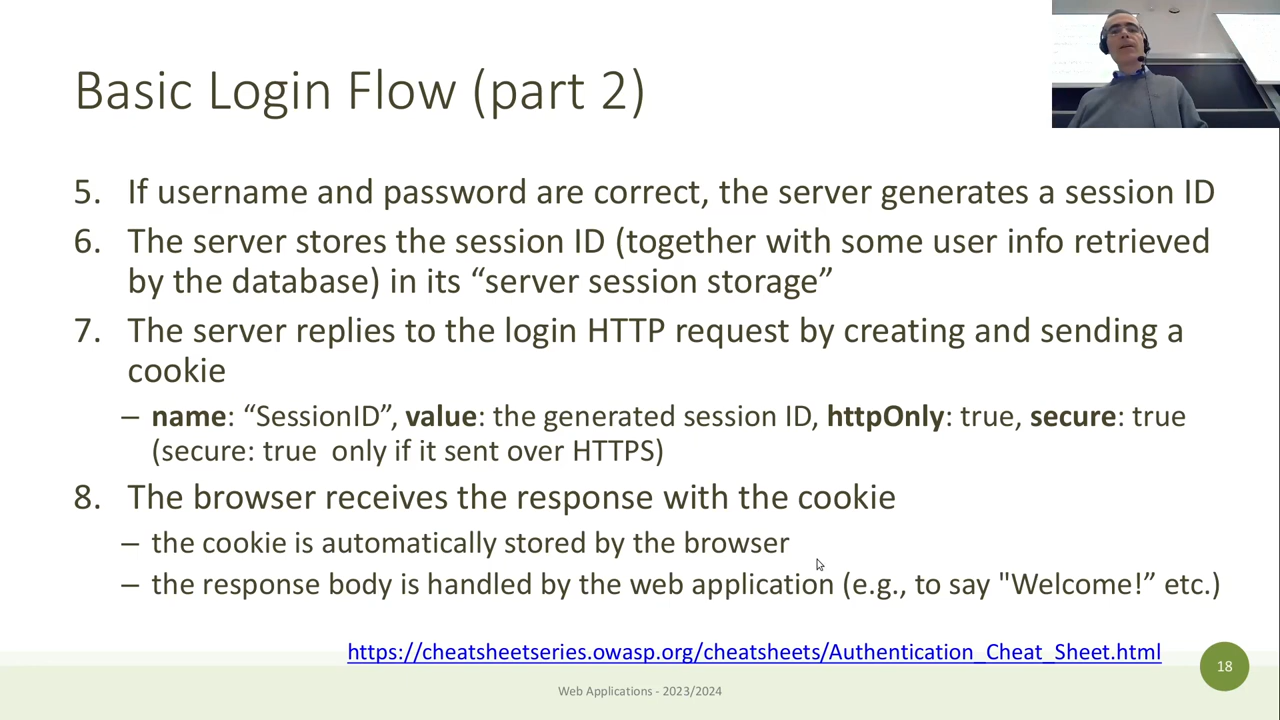 Basic Login Flow (part 2)
5. If username and password are correct, the server generates a session ID
6. The server stores the session ID (together with some user info retrieved
by the database) in its “server session storage”
7. The server replies to the login HTTP request by creating and sending a
cookie
– name: “SessionID”, value: the generated session ID, httpOnly: true, secure: true
(secure: true only if it sent over HTTPS)
8. The browser receives the response with the cookie
– the cookie is automatically stored by the browser
– the response body is handled by the web application (e.g., to say "Welcome!” etc.)
https://cheatsheetseries.owasp.org/cheatsheets/Authentication_Cheat_Sheet.html
18
Web Applications - 2023/2024